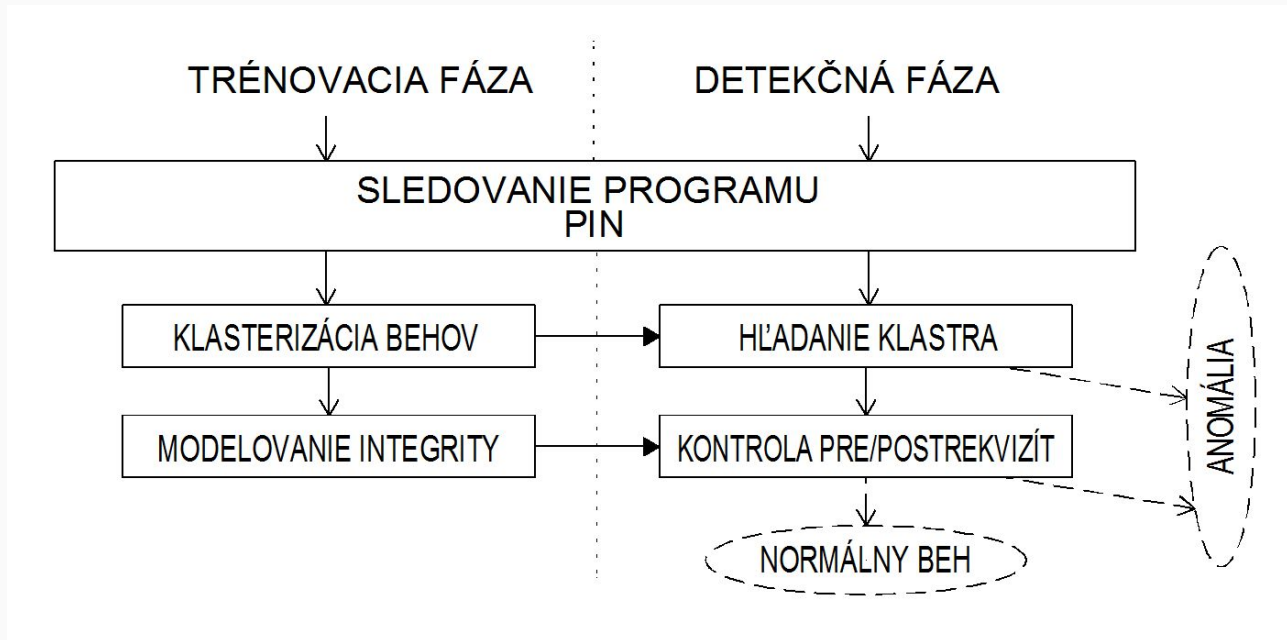 TRÉNOVACIA FÁZA
DETEKČNÁ FÁZA
SLEDOVANIE PROGRAMU
PIN
KLASTERIZÁCIA BEHOV
HĽADANIE KLASTRA
MODELOVANIE INTEGRITY
KONTROLA PRE/POSTREKVIZÍT
ANOMÁLIA
NORMÁLNY BEH